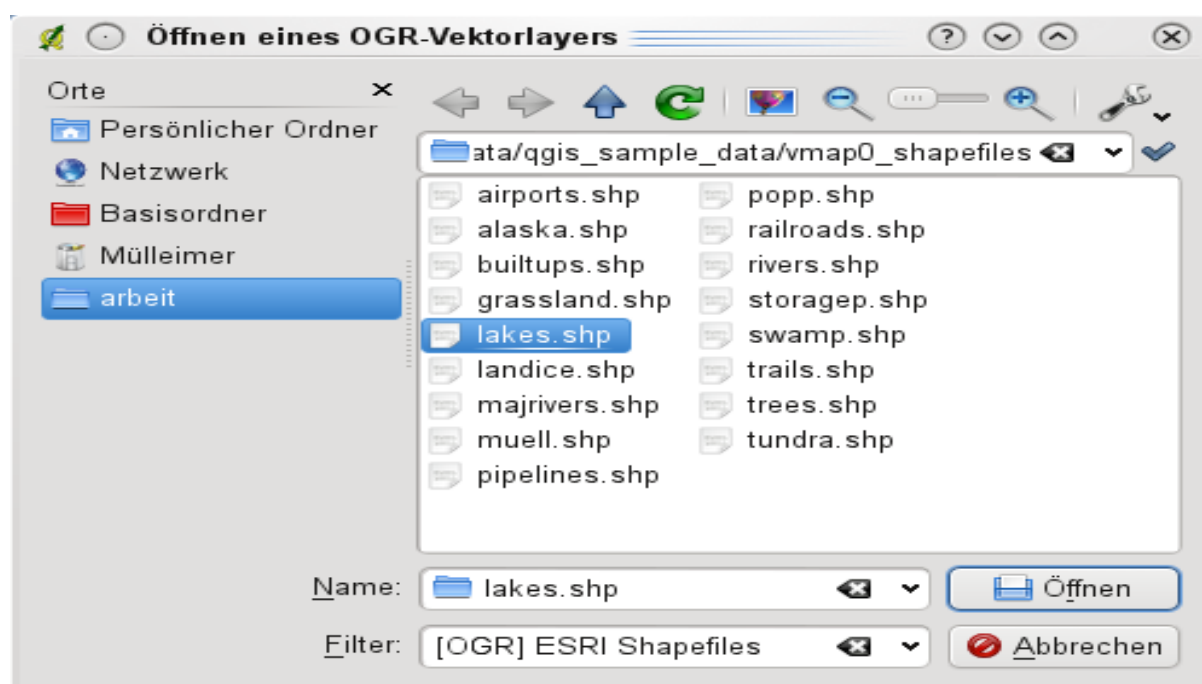 Öffnen eines OGR-Vektorlayers
Orte
Persönlicher Ordner
Netzwerk
Basisordner
Mülleimer
arbeit
ata/qgis_sample_data/vmap0_shapefiles
airports.shp
alaska.shp
builtups.shp
grassland.shp
lakes.shp
landice.shp
majrivers.shp
muell.shp
pipelines.shp
popp.shp
railroads.shp
rivers.shp
storagep.shp
swamp.shp
trails.shp
trees.shp
tundra.shp
Name: lakes.shp
Öffnen
Filter: [OGR] ESRI Shapefiles
Abbrechen